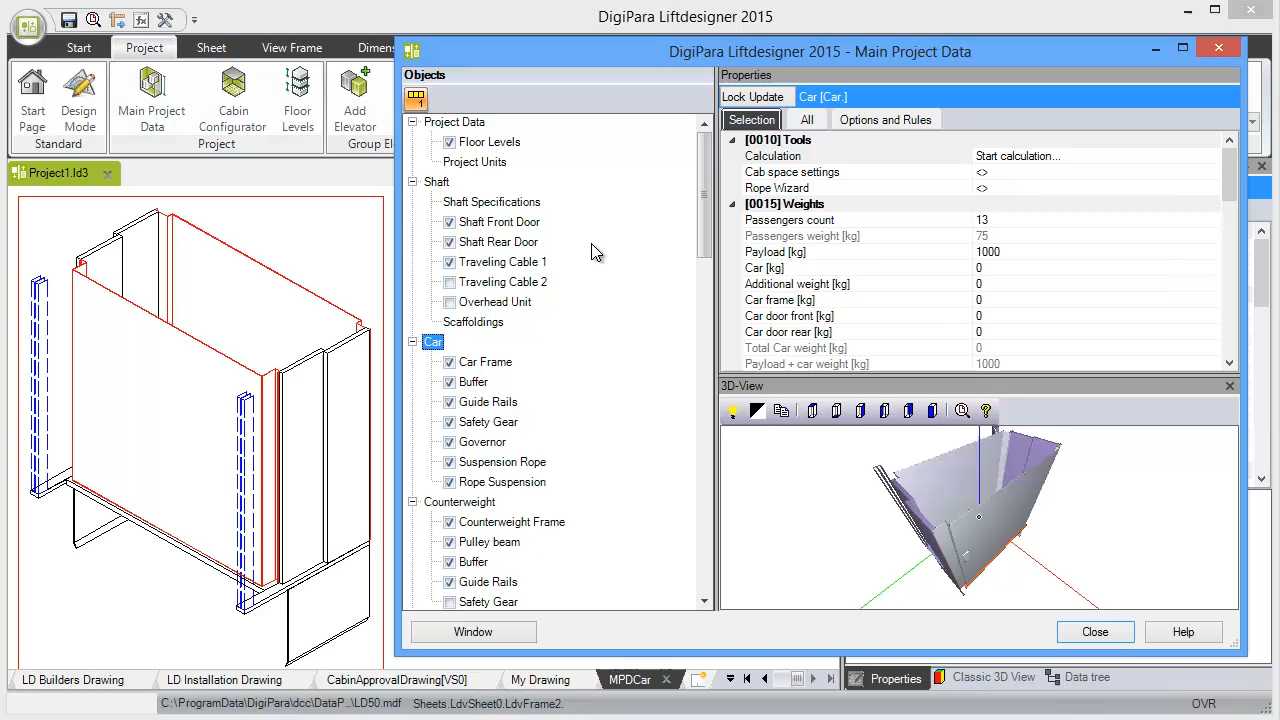 DigiPara Liftdesigner 2015
Start
Project
Sheet
View Frame
Dimen
Start Page
Design Mode
Standard
Main Project Data
Cabin Configurator
Floor Levels
Project
Add Elevator
Group El
Project1.ld3
DigiPara Liftdesigner 2015 - Main Project Data
Objects
1
Project Data
Floor Levels
Project Units
Shaft
Shaft Specifications
Shaft Front Door
Shaft Rear Door
Traveling Cable 1
Traveling Cable 2
Overhead Unit
Scaffoldings
Car
Car Frame
Buffer
Guide Rails
Safety Gear
Governor
Suspension Rope
Rope Suspension
Counterweight
Counterweight Frame
Pulley beam
Buffer
Guide Rails
Safety Gear
Window
Properties
Lock Update
Car [Car.]
Selection
All
Options and Rules
[0010] Tools
Calculation Start calculation...
Cab space settings <>
Rope Wizard <>
[0015] Weights
Passengers count 13
Passengers weight [kg] 75
Payload [kg] 1000
Car [kg] 0
Additional weight [kg] 0
Car frame [kg] 0
Car door front [kg] 0
Car door rear [kg] 0
Total Car weight [kg] 0
Payload + car weight [kg] 1000
3D-View
Close
Help
LD Builders Drawing
LD Installation Drawing
CabinApprovalDrawing[VS0]
My Drawing
MPDCar
Properties
Classic 3D View
Data tree
C:\ProgramData\DigiPara\dcc\DataP...\LD50.mdf
Sheets.LdvSheet0.LdvFrame2.
OVR